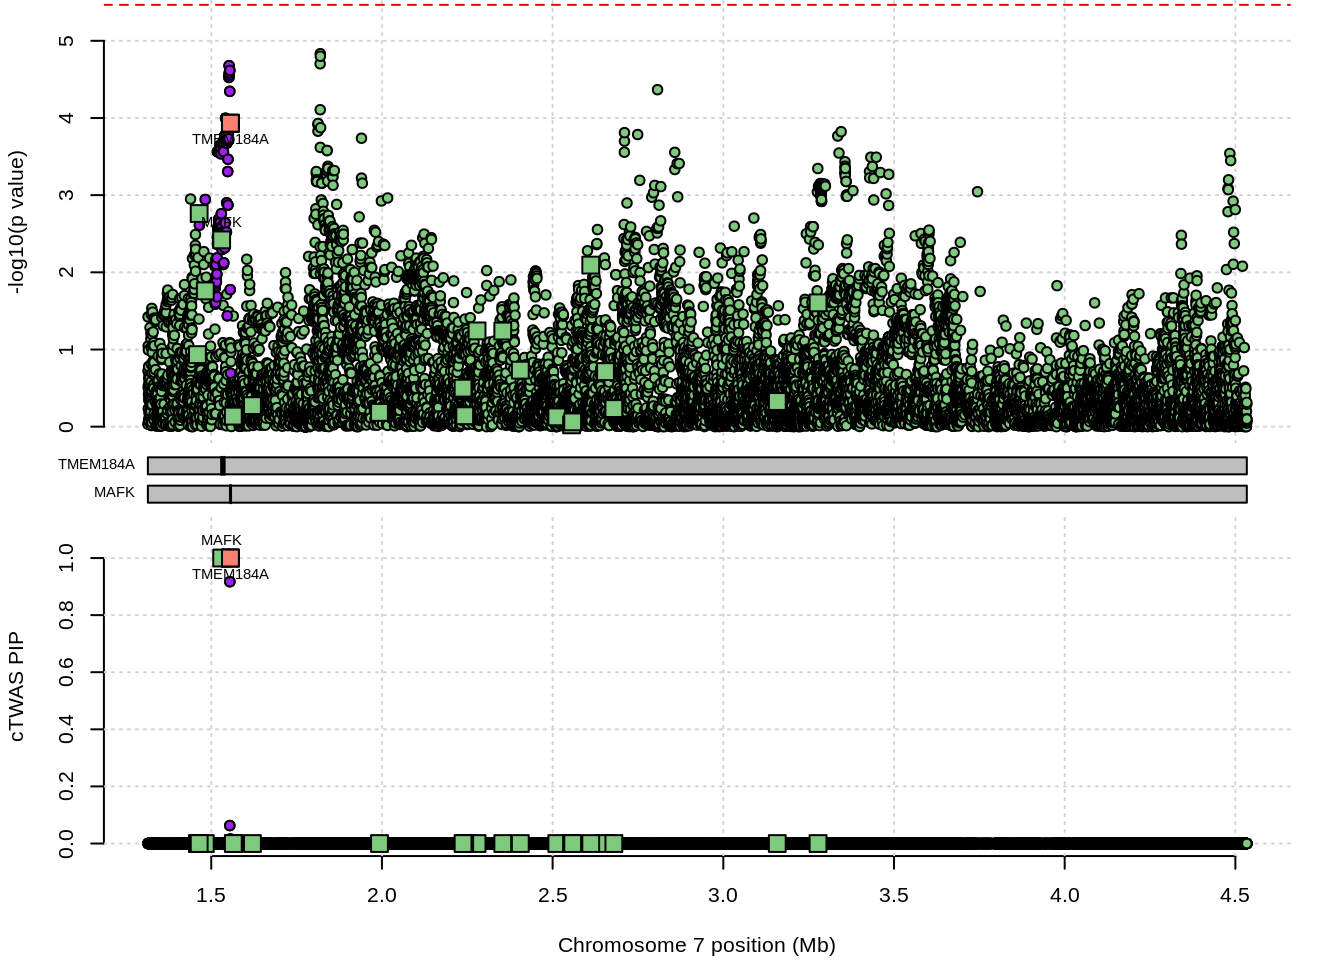 5
4
3
2
1
0
-log10(p value)
TMEM184A
MAFK
TMEM184A
MAFK
MAFK
TMEM184A
1.0
0.8
0.6
0.4
0.2
0.0
cTWAS PIP
1.5 2.0 2.5 3.0 3.5 4.0 4.5
Chromosome 7 position (Mb)